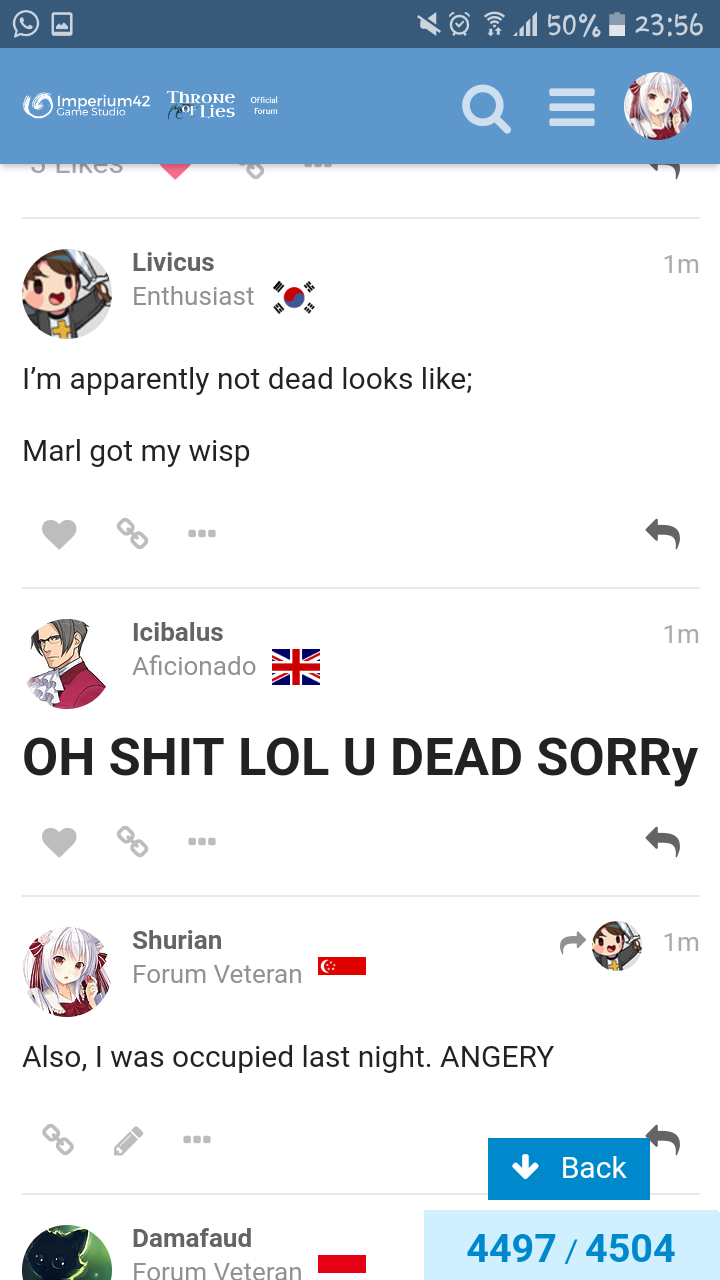 50% 23:56
Imperium42
Game Studio
Throne
of Lies
Official
Forum
3 Likes
Livicus
1m
Enthusiast
I'm apparently not dead looks like;
Marl got my wisp
Icibalus
1m
Aficionado
OH SHIT LOL U DEAD SORRy
Shurian
1m
Forum Veteran
Also, I was occupied last night. ANGERY
Back
Damafaud
Forum Veteran
4497 / 4504